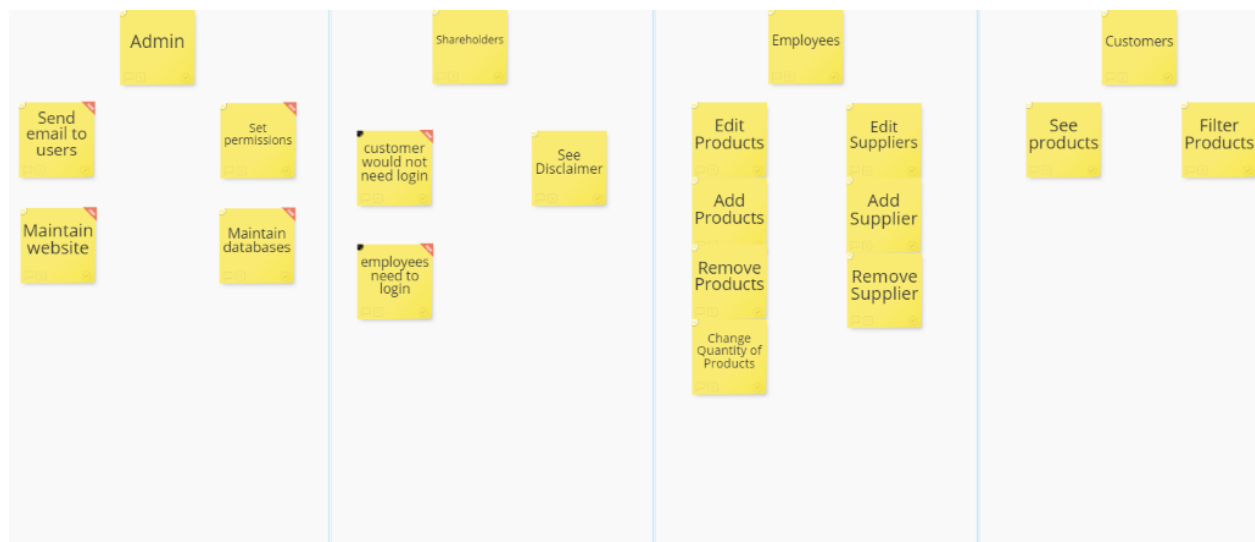 Admin
Send
email to
users
Set
permissions
Maintain
website
Maintain
databases
Shareholders
customer
would not
need login
See
Disclaimer
employees
need to
login
Employees
Edit
Products
Edit
Suppliers
Add
Products
Add
Supplier
Remove
Products
Remove
Supplier
Change
Quantity of
Products
Customers
See
products
Filter
Products